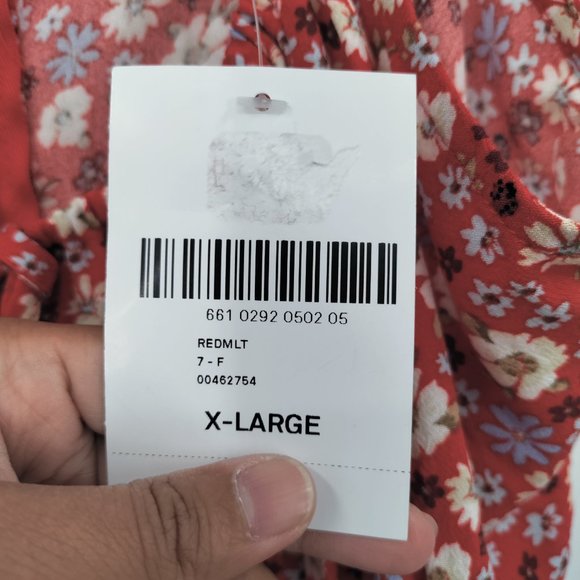 661 0292 0502 05
REDMLT
7 - F
00462754
X-LARGE